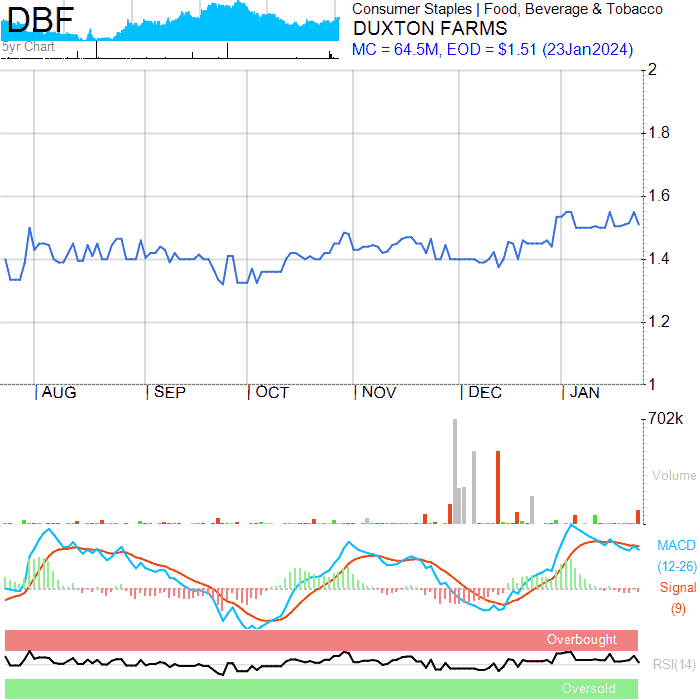 DBF
5yr Chart
Consumer Staples | Food, Beverage & Tobacco
DUXTON FARMS
MC = 64.5M, EOD = $1.51 (23Jan2024)
2
1.8
1.6
1.4
1.2
1
AUG SEP OCT NOV DEC JAN
702k
Volume
MACD
(12-26)
Signal
(9)
Overbought
RSI(14)
Oversold